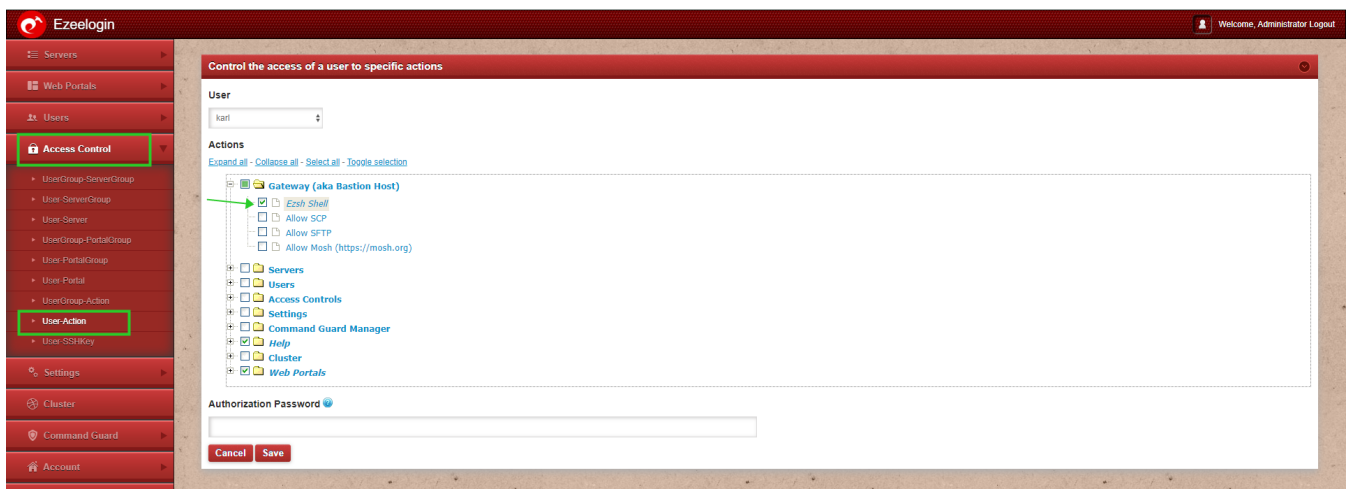 Ezeelogin
Welcome, Administrator Logout
Servers
Web Portals
Users
Access Control
UserGroup-ServerGroup
User-ServerGroup
User-Server
UserGroup-PortalGroup
User-PortalGroup
User-Portal
UserGroup-Action
User-Action
User-SSHKey
Settings
Cluster
Command Guard
Account
Control the access of a user to specific actions
User
karl
Actions
Expand all - Collapse all - Select all - Toggle selection
Gateway (aka Bastion Host)
Ezsh Shell
Allow SCP
Allow SFTP
Allow Mosh (https://mosh.org)
Servers
Users
Access Controls
Settings
Command Guard Manager
Help
Cluster
Web Portals
Authorization Password
Cancel Save